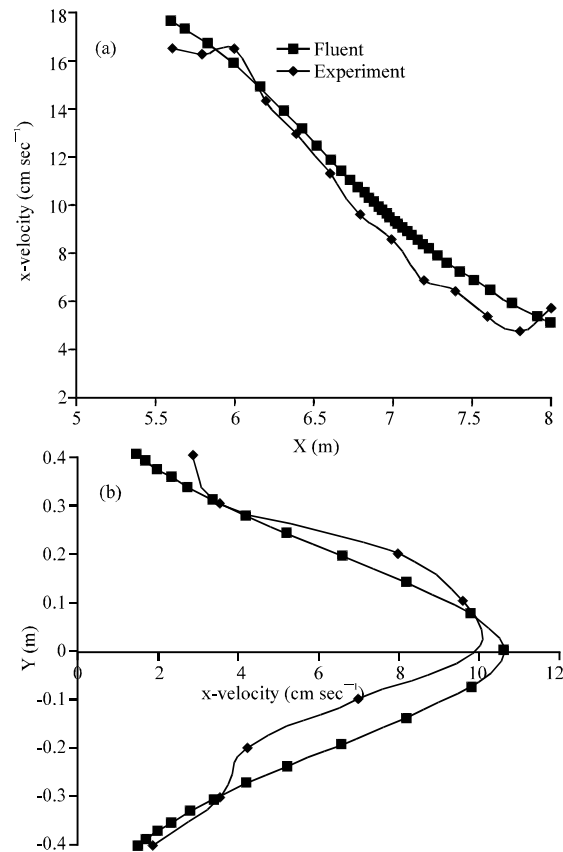 18
(a)
Fluent
Experiment
16
14
12
10
8
6
4
2
x-velocity (cm sec⁻¹)
5 5.5 6 6.5 7 7.5 8
X (m)
0.4
(b)
0.3
0.2
0.1
0
-0.1
-0.2
-0.3
-0.4
Y (m)
0 2 4 6 8 10 12
x-velocity (cm sec⁻¹)